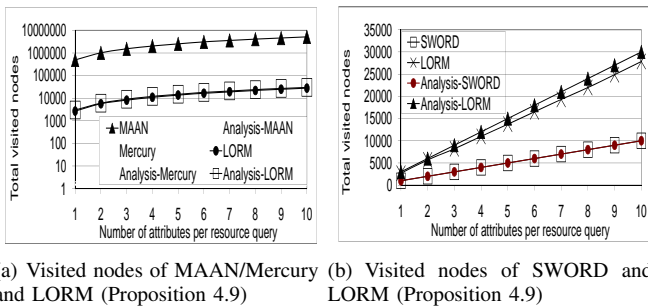 10000000
1000000
100000
10000
1000
100
10
1
Total visited nodes
MAAN
Analysis-MAAN
Mercury
LORM
Analysis-Mercury
Analysis-LORM
1 2 3 4 5 6 7 8 9 10
Number of attributes per resource query
35000
30000
25000
20000
15000
10000
5000
0
Total visited nodes
SWORD
LORM
Analysis-SWORD
Analysis-LORM
1 2 3 4 5 6 7 8 9 10
Number of attributes per resource query
(a) Visited nodes of MAAN/Mercury
and LORM (Proposition 4.9)
(b) Visited nodes of SWORD and
LORM (Proposition 4.9)